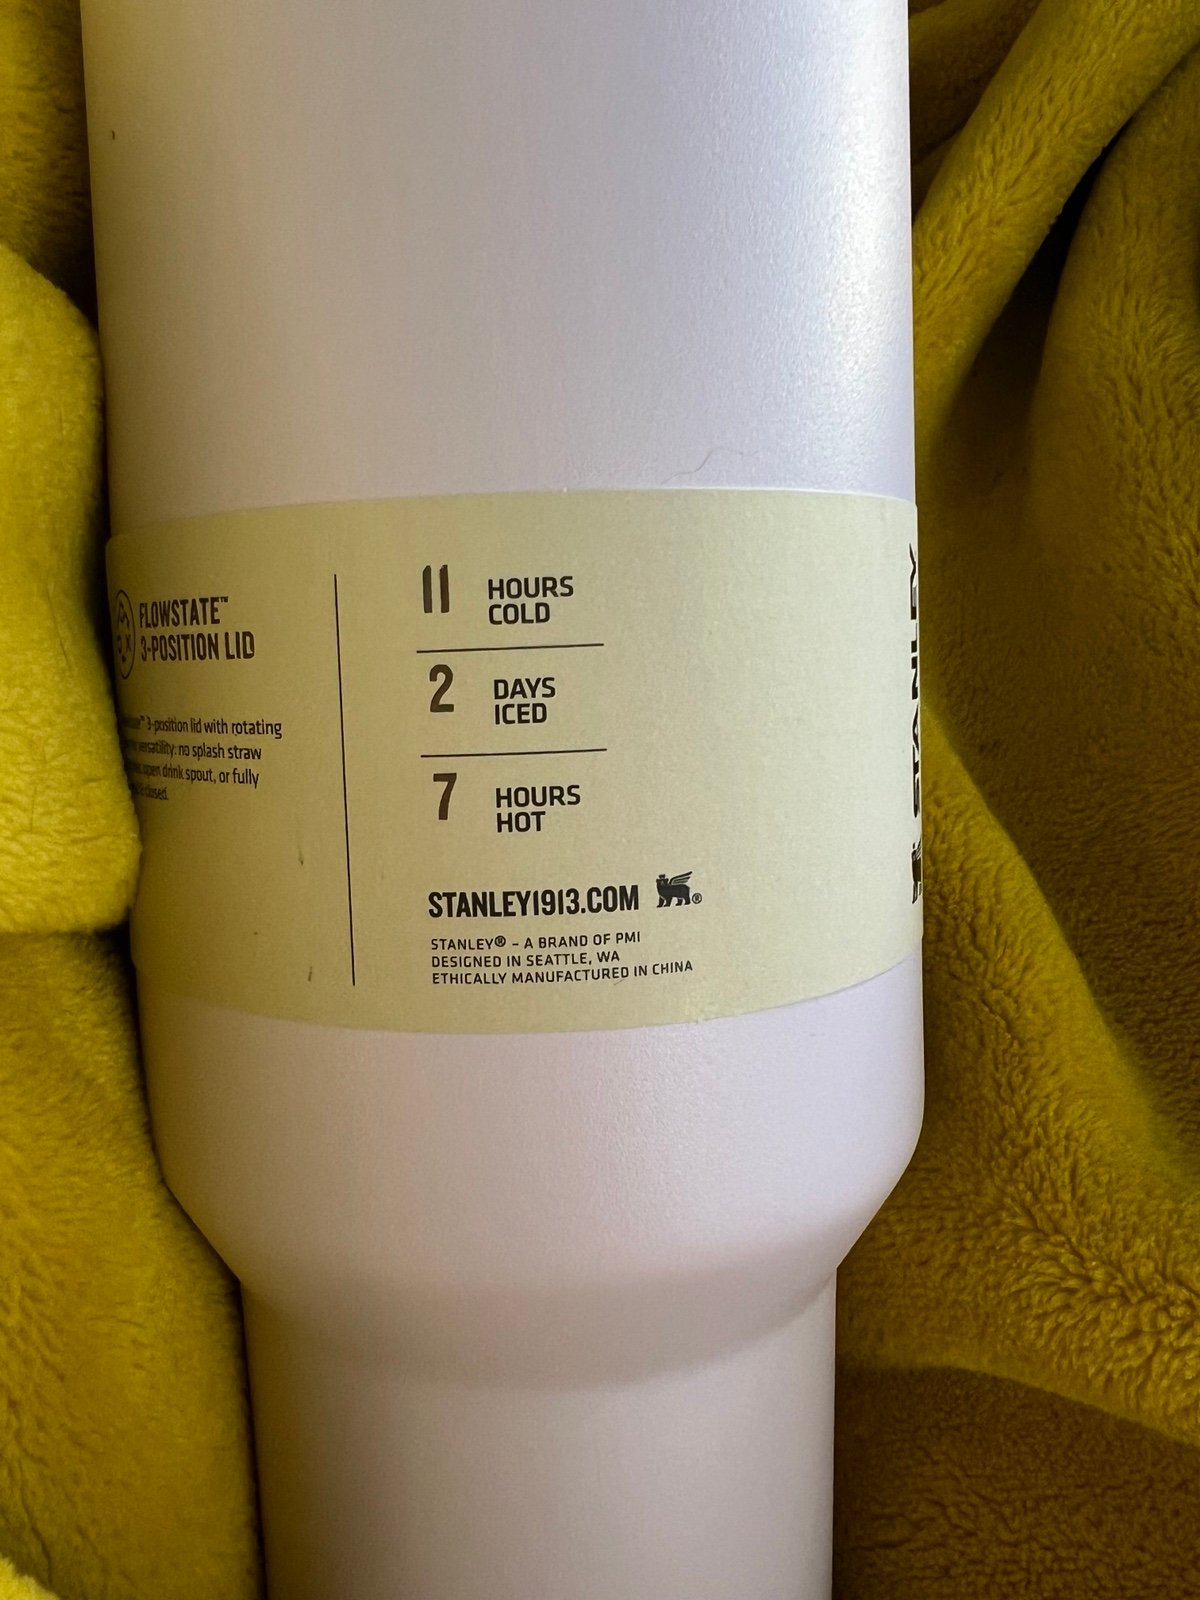 FLOWSTATE™
3-POSITION LID
3-position lid with rotating
versatility: no splash straw
open drink spout, or fully
closed.
11 HOURS
COLD
2 DAYS
ICED
7 HOURS
HOT
STANLEY1913.COM
STANLEY® – A BRAND OF PMI
DESIGNED IN SEATTLE, WA
ETHICALLY MANUFACTURED IN CHINA
STANLEY